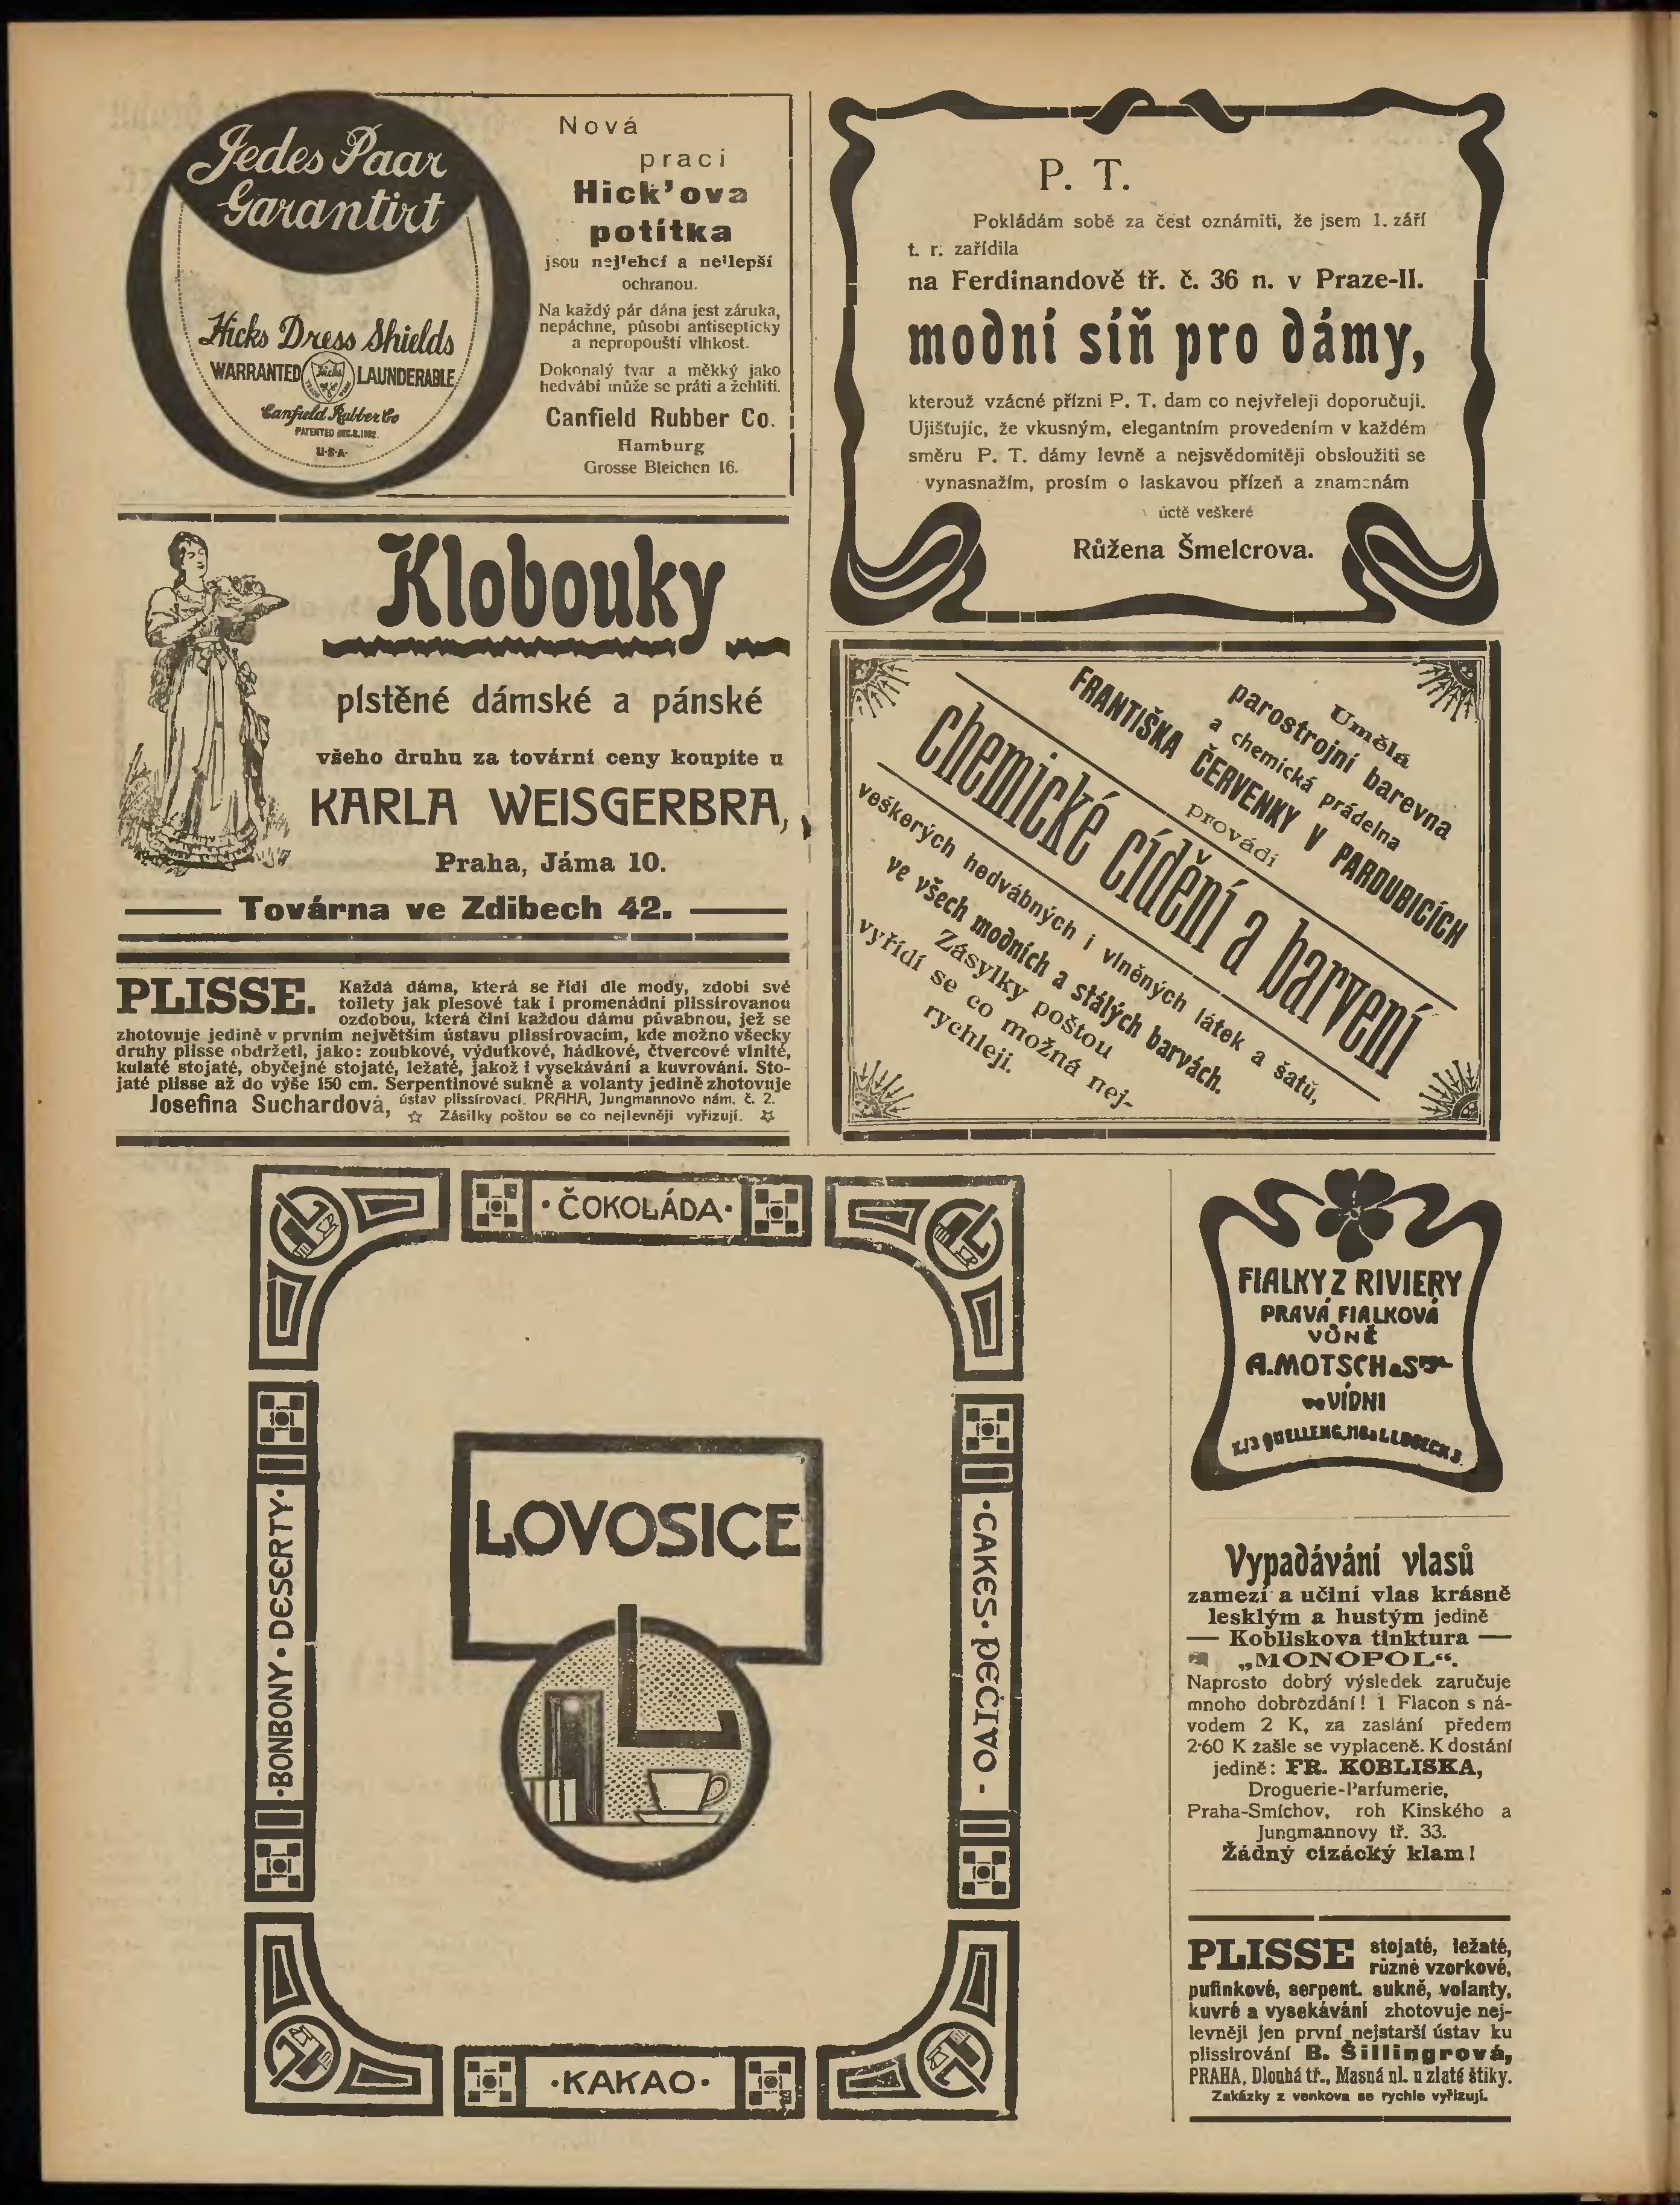 Jedes Paar
Garantirt
Hicks Dress Shields
WARRANTED Hicks LAUNDERABLE
Canfield Rubber Co
PATENTED DEC.2.1902.
U·S·A·
Nová
prací
Hick'ova
potítka
jsou nejlehčí a nejlepší
ochranou.
Na každý pár dána jest záruka,
nepáchne, působí antisepticky
a nepropouští vlhkost.
Dokonalý tvar a měkký jako
hedvábí může se práti a žehliti.
Canfield Rubber Co.
Hamburg
Grosse Bleichen 16.
P. T.
Pokládám sobě za čest oznámiti, že jsem 1. září
t. r. zařídila
na Ferdinandově tř. č. 36 n. v Praze-II.
modní síň pro dámy,
kterouž vzácné přízni P. T. dam co nejvřeleji doporučuji.
Ujišťujíc, že vkusným, elegantním provedením v každém
směru P. T. dámy levně a nejsvědomitěji obsloužiti se
vynasnažím, prosím o laskavou přízeň a znamenám
úctě veškeré
Růžena Šmelcrova.
Klobouky
plstěné dámské a pánské
všeho druhu za tovární ceny koupíte u
KARLA WEISGERBRA,
Praha, Jáma 10.
Továrna ve Zdibech 42.
Umělá
parostrojní barevna
a chemická prádelna
FRANTIŠKA ČERVENKY V PARDUBICÍCH
provádí
chemické cídění a barvení
veškerých hedvábných i vlněných látek a šatů,
ve všech modních a stálých barvách.
Zásylky poštou
vyřídí se co možná nej-
rychleji.
PLISSE. Každá dáma, která se řídí dle mody, zdobí své
toilety jak plesové tak i promenádní plissírovanou
ozdobou, která činí každou dámu půvabnou, jež se
zhotovuje jedině v prvním největším ústavu plissírovacím, kde možno všecky
druhy plisse obdržeti, jako: zoubkové, výdutkové, hádkové, čtvercové vlnité,
kulaté stojaté, obyčejné stojaté, ležaté, jakož i vysekávání a kuvrování. Sto-
jaté plisse až do výše 150 cm. Serpentinové sukně a volanty jedině zhotovuje
Josefina Suchardová, ústav plissírovací. PRAHA, Jungmannovo nám. č. 2.
☆ Zásilky poštou se co nejlevněji vyřizují. ☆
·ČOKOLÁDA·
·BONBONY·DESERTY·
·CAKES·PEČIVO·
LOVOSICE
L
·KAKAO·
FIALKY Z RIVIERY
PRAVÁ FIALKOVÁ
VŮNĚ
A. MOTSCH & S
VÍDNI
Vypadávání vlasů
zamezí a učiní vlas krásně
lesklým a hustým jedině
— Kobliskova tinktura —
„MONOPOL“.
Naprosto dobrý výsledek zaručuje
mnoho dobrozdání! 1 Flacon s ná-
vodem 2 K, za zaslání předem
2·60 K zašle se vyplaceně. K dostání
jedině: FR. KOBLISKA,
Droguerie-Parfumerie,
Praha-Smíchov, roh Kinského a
Jungmannovy tř. 33.
Žádný cizácký klam!
PLISSE stojaté, ležaté,
různé vzorkové,
pufinkové, serpent. sukně, volanty,
kuvré a vysekávání zhotovuje nej-
levněji jen první nejstarší ústav ku
plissírování B. Šillingrová,
PRAHA, Dlouhá tř., Masná ul. u zlaté štiky.
Zakázky z venkova se rychle vyřizují.